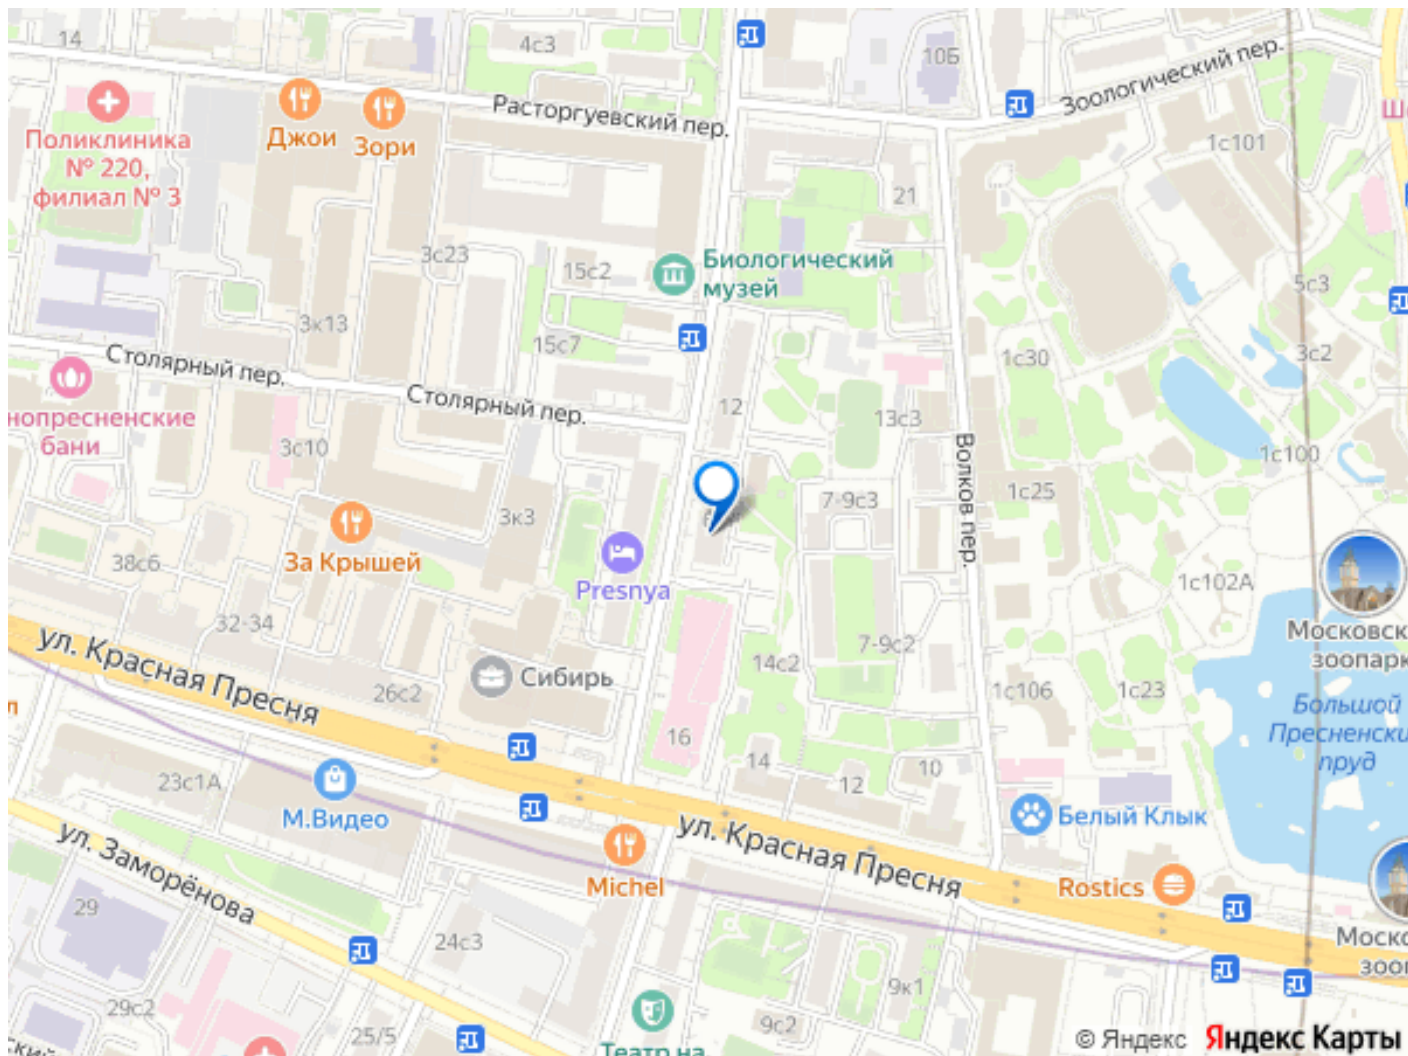 14
4с3
10Б
Зоологический пер.
Ш
Поликлиника
№ 220,
филиал № 3
Джои
Зори
Расторгуевский пер.
1с101
21
3с23
15с2
Биологический
музей
5с3
3к13
15с7
3с2
1с30
Столярный пер.
Столярный пер.
12
13с3
нопресненские
бани
3с10
Волков пер.
1с100
1с25
7-9с3
3к3
За Крышей
38с6
Presnya
1с102А
32-34
Московск
зоопарк
ул. Красная Пресня
7-9с2
14с2
Сибирь
26с2
1с106
1с23
Большой
Пресненски
пруд
л
16
14
12
10
23с1А
М.Видео
Белый Клык
ул. Красная Пресня
ул. Заморёнова
Michel
Rostics
29
24с3
Моско
зоо
9к1
29с2
25/5
9с2
Театр на
© Яндекс
Яндекс Карты